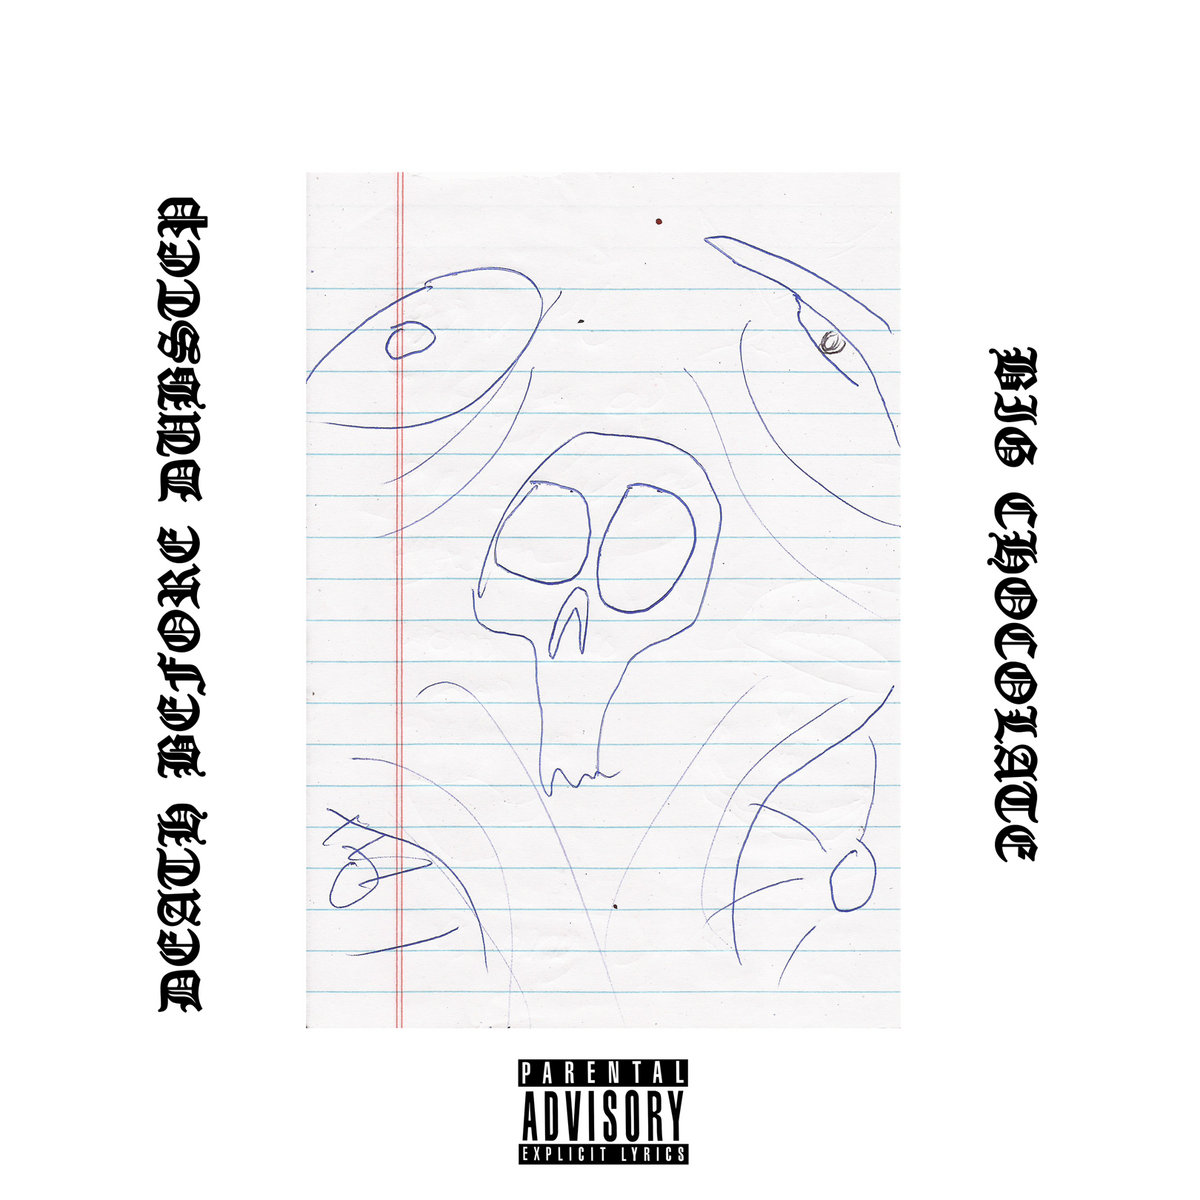 DEATH BEFORE DUBSTEP
BIG CHOCOLATE
PARENTAL
ADVISORY
EXPLICIT LYRICS